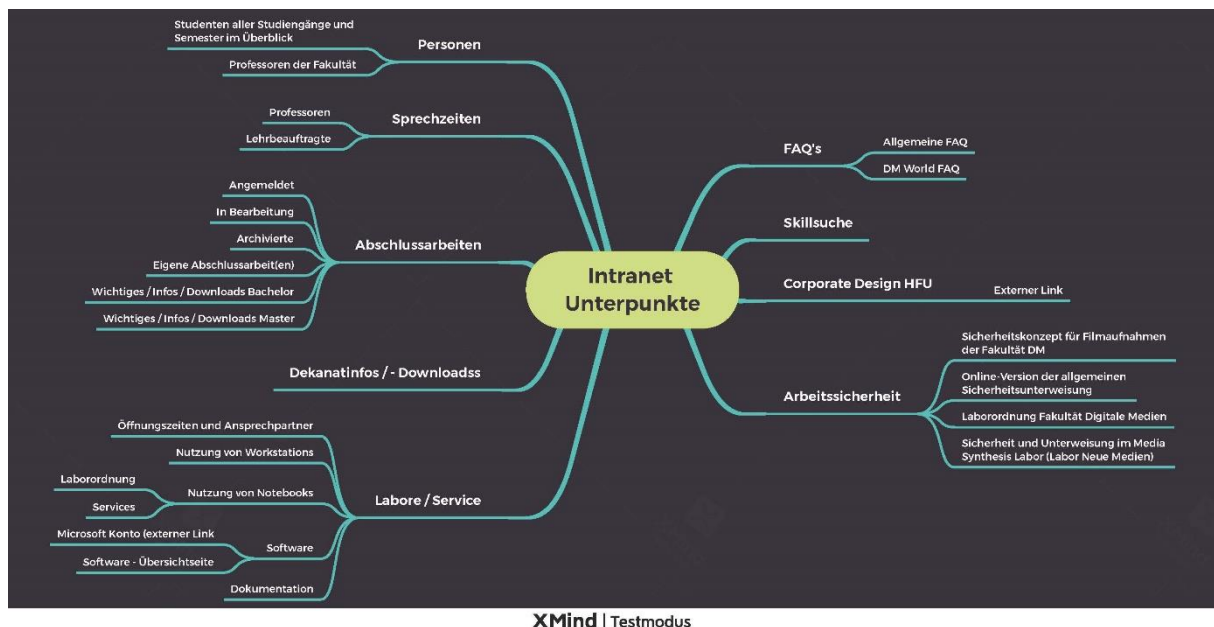 Studenten aller Studiengänge und
Semester im Überblick
Professoren der Fakultät
Personen
Professoren
Lehrbeauftragte
Sprechzeiten
Angemeldet
In Bearbeitung
Archivierte
Eigene Abschlussarbeit(en)
Wichtiges / Infos / Downloads Bachelor
Wichtiges / Infos / Downloads Master
Abschlussarbeiten
Dekanatinfos / - Downloadss
Öffnungszeiten und Ansprechpartner
Nutzung von Workstations
Laborordnung
Services
Nutzung von Notebooks
Microsoft Konto (externer Link
Software - Übersichtseite
Software
Dokumentation
Labore / Service
Intranet
Unterpunkte
FAQ's
Allgemeine FAQ
DM World FAQ
Skillsuche
Corporate Design HFU
Externer Link
Arbeitssicherheit
Sicherheitskonzept für Filmaufnahmen
der Fakultät DM
Online-Version der allgemeinen
Sicherheitsunterweisung
Laborordnung Fakultät Digitale Medien
Sicherheit und Unterweisung im Media
Synthesis Labor (Labor Neue Medien)
XMind | Testmodus